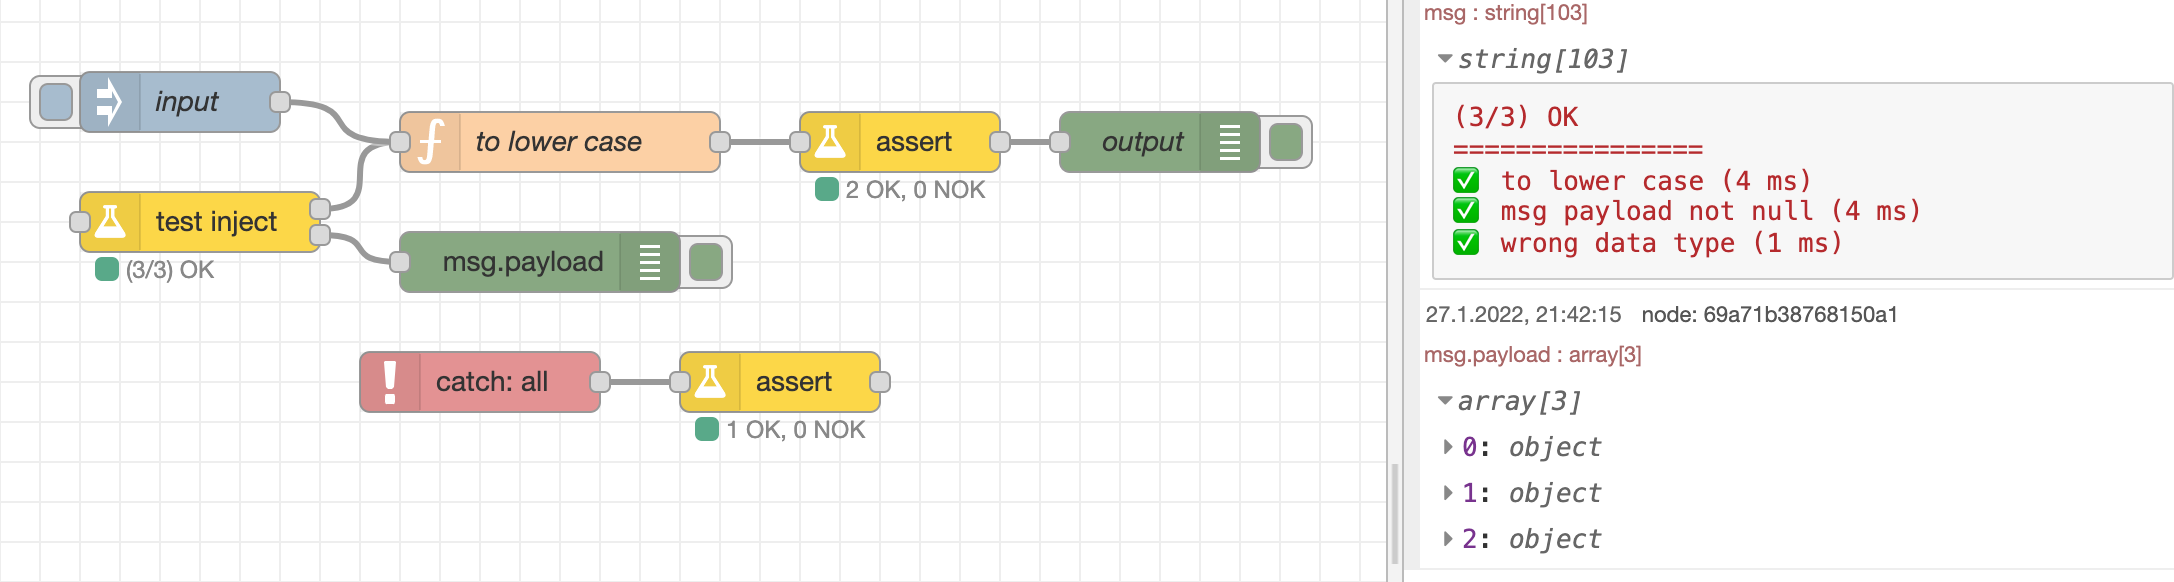 input
to lower case
assert
output
2 OK, 0 NOK
test inject
(3/3) OK
msg.payload
catch: all
assert
1 OK, 0 NOK
msg : string[103]
string[103]
(3/3) OK
================
✅ to lower case (4 ms)
✅ msg payload not null (4 ms)
✅ wrong data type (1 ms)
27.1.2022, 21:42:15 node: 69a71b38768150a1
msg.payload : array[3]
array[3]
0: object
1: object
2: object